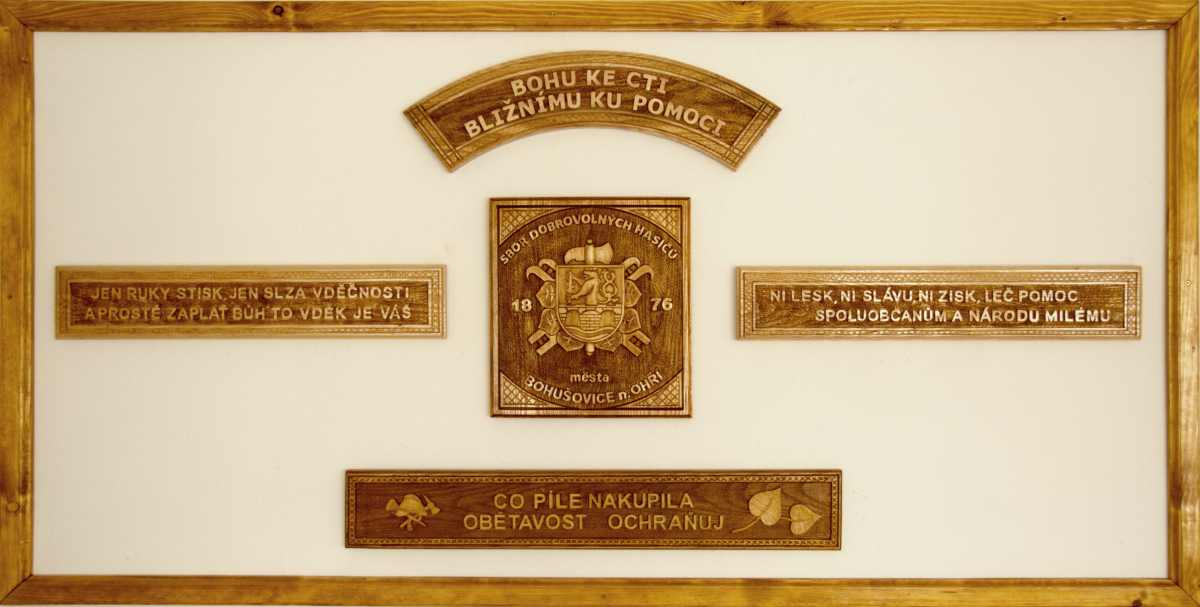 BOHU KE CTI
BLIŽNÍMU KU POMOCI
SBOR DOBROVOLNÝCH HASIČŮ
1876
města
BOHUŠOVICE n. OHŘÍ
JEN RUKY STISK, JEN SLZA VDĚČNOSTI
A PROSTÉ ZAPLAŤ BŮH TO VDĚK JE VÁŠ
NI LESK, NI SLÁVU, NI ZISK, LEČ POMOC
SPOLUOBČANŮM A NÁRODU MILÉMU
CO PÍLE NAKUPILA
OBĚTAVOST OCHRAŇUJ